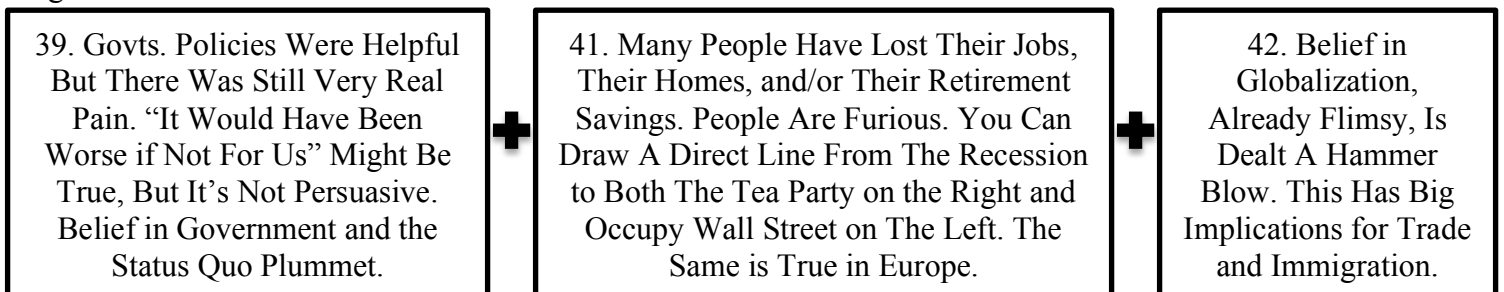 39. Govts. Policies Were Helpful
But There Was Still Very Real
Pain. “It Would Have Been
Worse if Not For Us” Might Be
True, But It’s Not Persuasive.
Belief in Government and the
Status Quo Plummet.
41. Many People Have Lost Their Jobs,
Their Homes, and/or Their Retirement
Savings. People Are Furious. You Can
Draw A Direct Line From The Recession
to Both The Tea Party on the Right and
Occupy Wall Street on The Left. The
Same is True in Europe.
42. Belief in
Globalization,
Already Flimsy, Is
Dealt A Hammer
Blow. This Has Big
Implications for Trade
and Immigration.